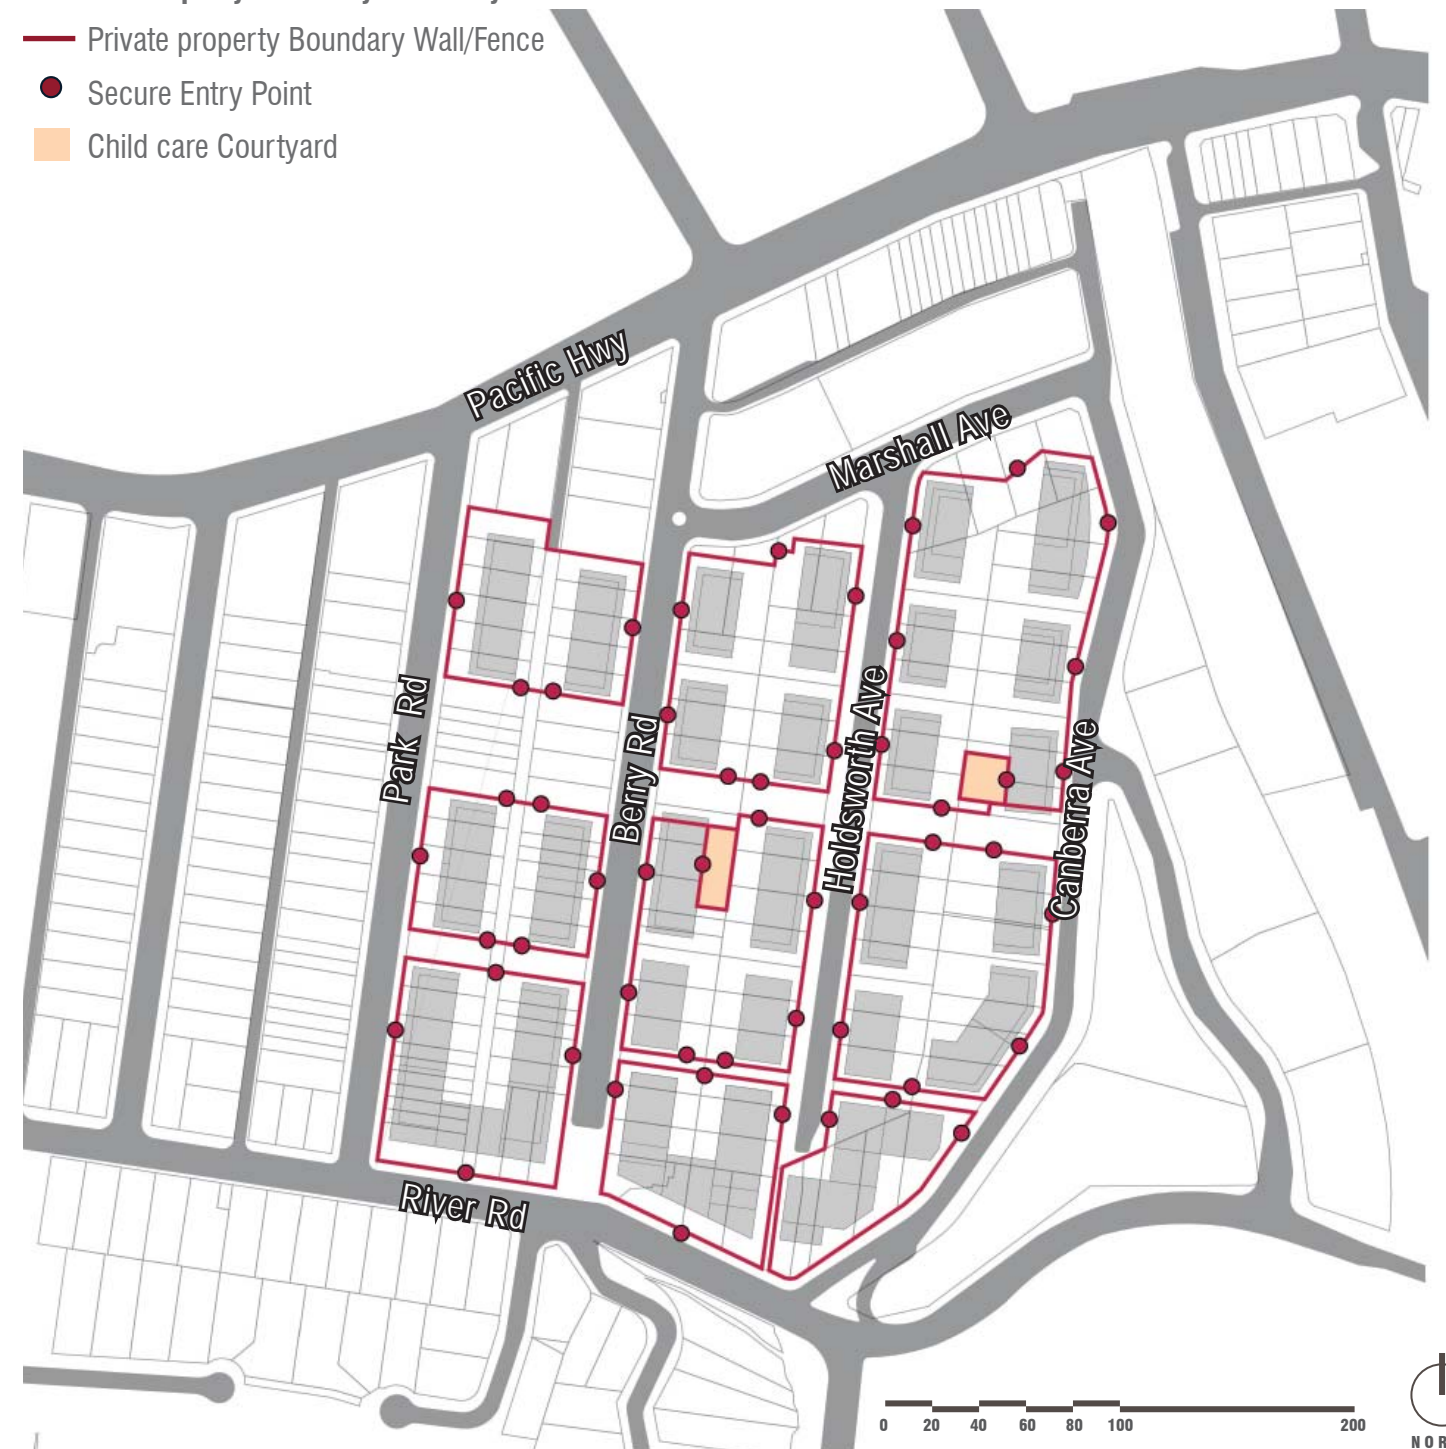 Private property Boundary Wall/Fence
Secure Entry Point
Child care Courtyard
Pacific Hwy
Marshall Ave
Park Rd
Berry Rd
Holdsworth Ave
Canberra Ave
River Rd
0 20 40 60 80 100 200
NOR